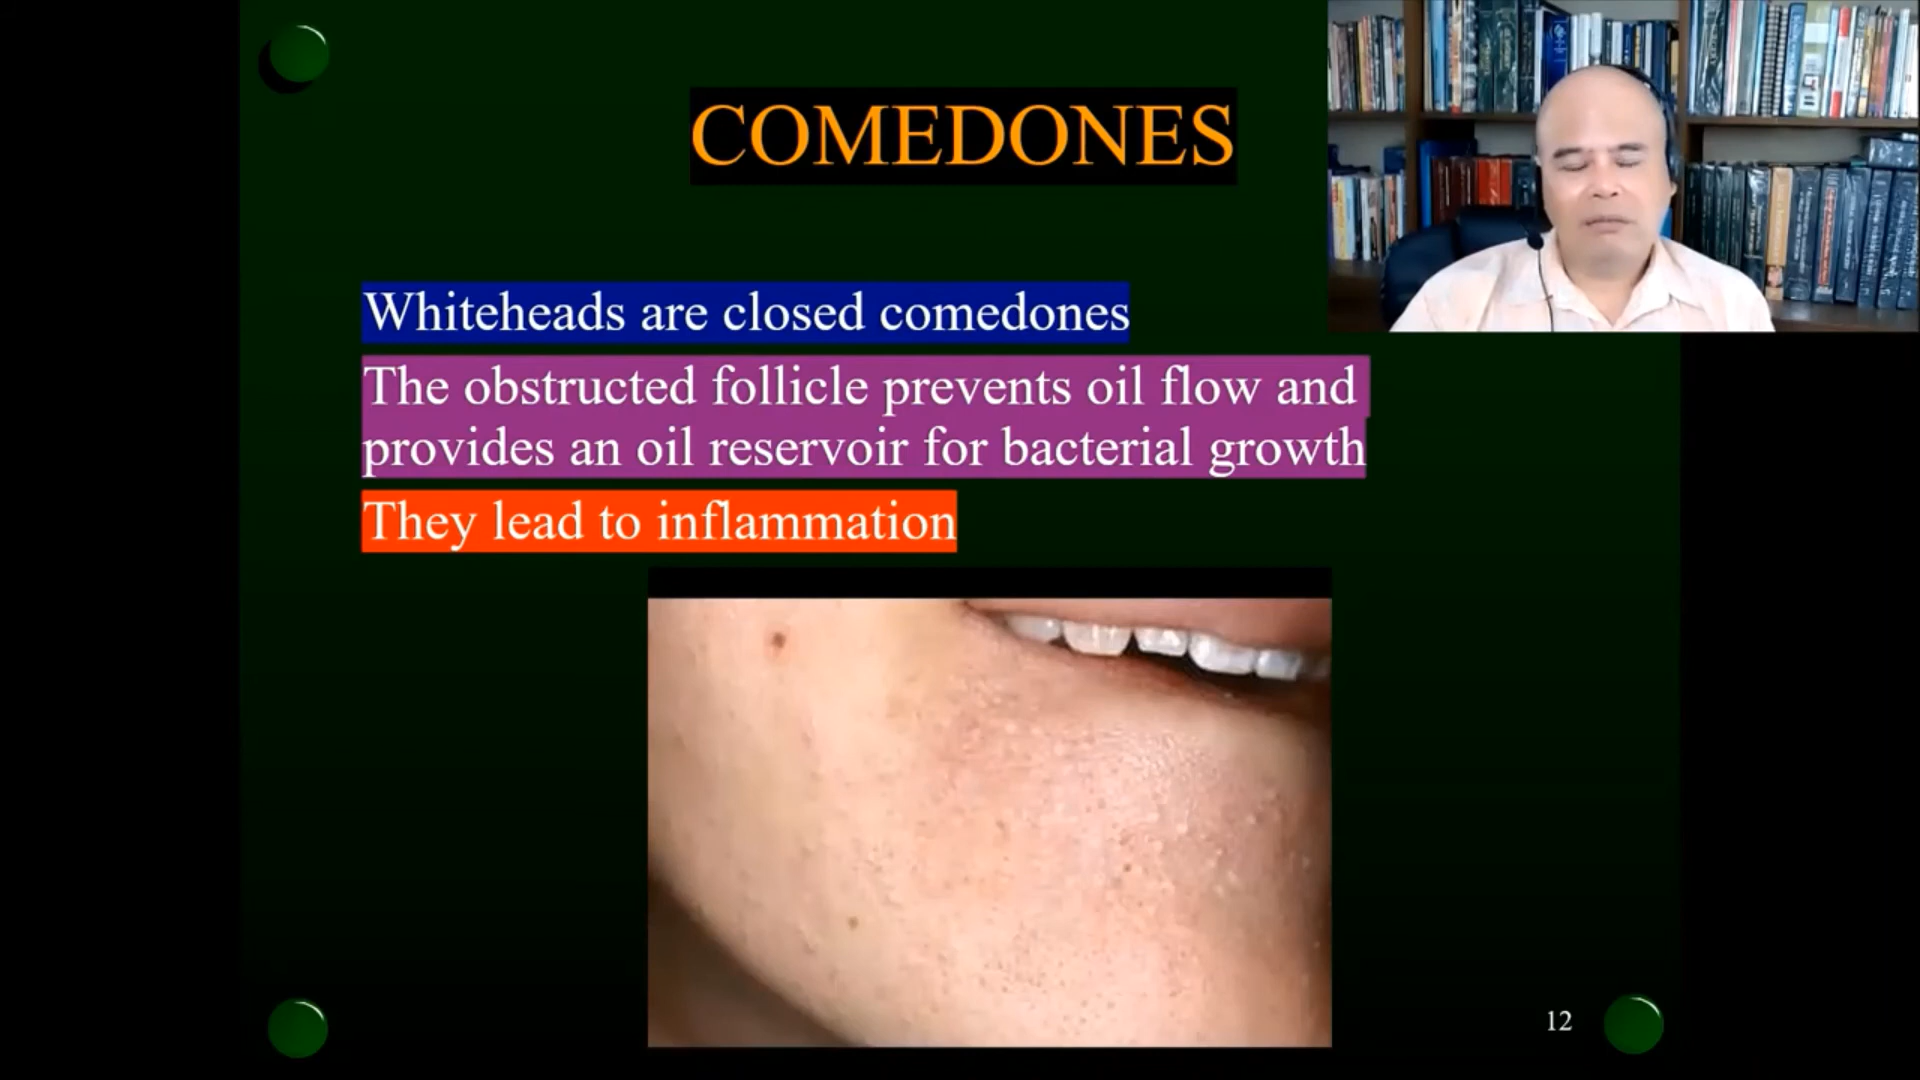 COMEDONES
Whiteheads are closed comedones
The obstructed follicle prevents oil flow and
provides an oil reservoir for bacterial growth
They lead to inflammation
12